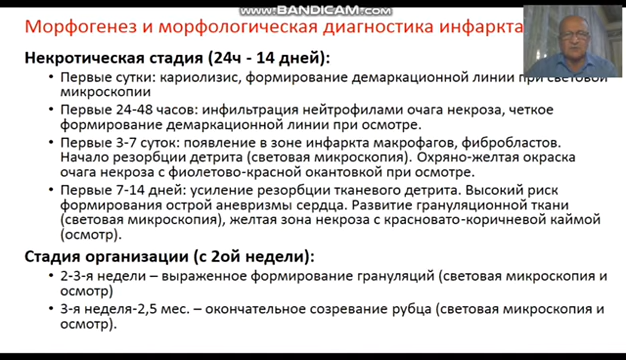 www.BANDICAM.com
Морфогенез и морфологическая диагностика инфаркта
Некротическая стадия (24ч - 14 дней):
• Первые сутки: кариолизис, формирование демаркационной линии при световой
микроскопии
• Первые 24-48 часов: инфильтрация нейтрофилами очага некроза, четкое
формирование демаркационной линии при осмотре.
• Первые 3-7 суток: появление в зоне инфаркта макрофагов, фибробластов.
Начало резорбции детрита (световая микроскопия). Охряно-желтая окраска
очага некроза с фиолетово-красной окантовкой при осмотре.
• Первые 7-14 дней: усиление резорбции тканевого детрита. Высокий риск
формирования острой аневризмы сердца. Развитие грануляционной ткани
(световая микроскопия), желтая зона некроза с красновато-коричневой каймой
(осмотр).
Стадия организации (с 2ой недели):
• 2-3-я недели – выраженное формирование грануляций (световая микроскопия и
осмотр)
• 3-я неделя-2,5 мес. – окончательное созревание рубца (световая микроскопия и
осмотр).